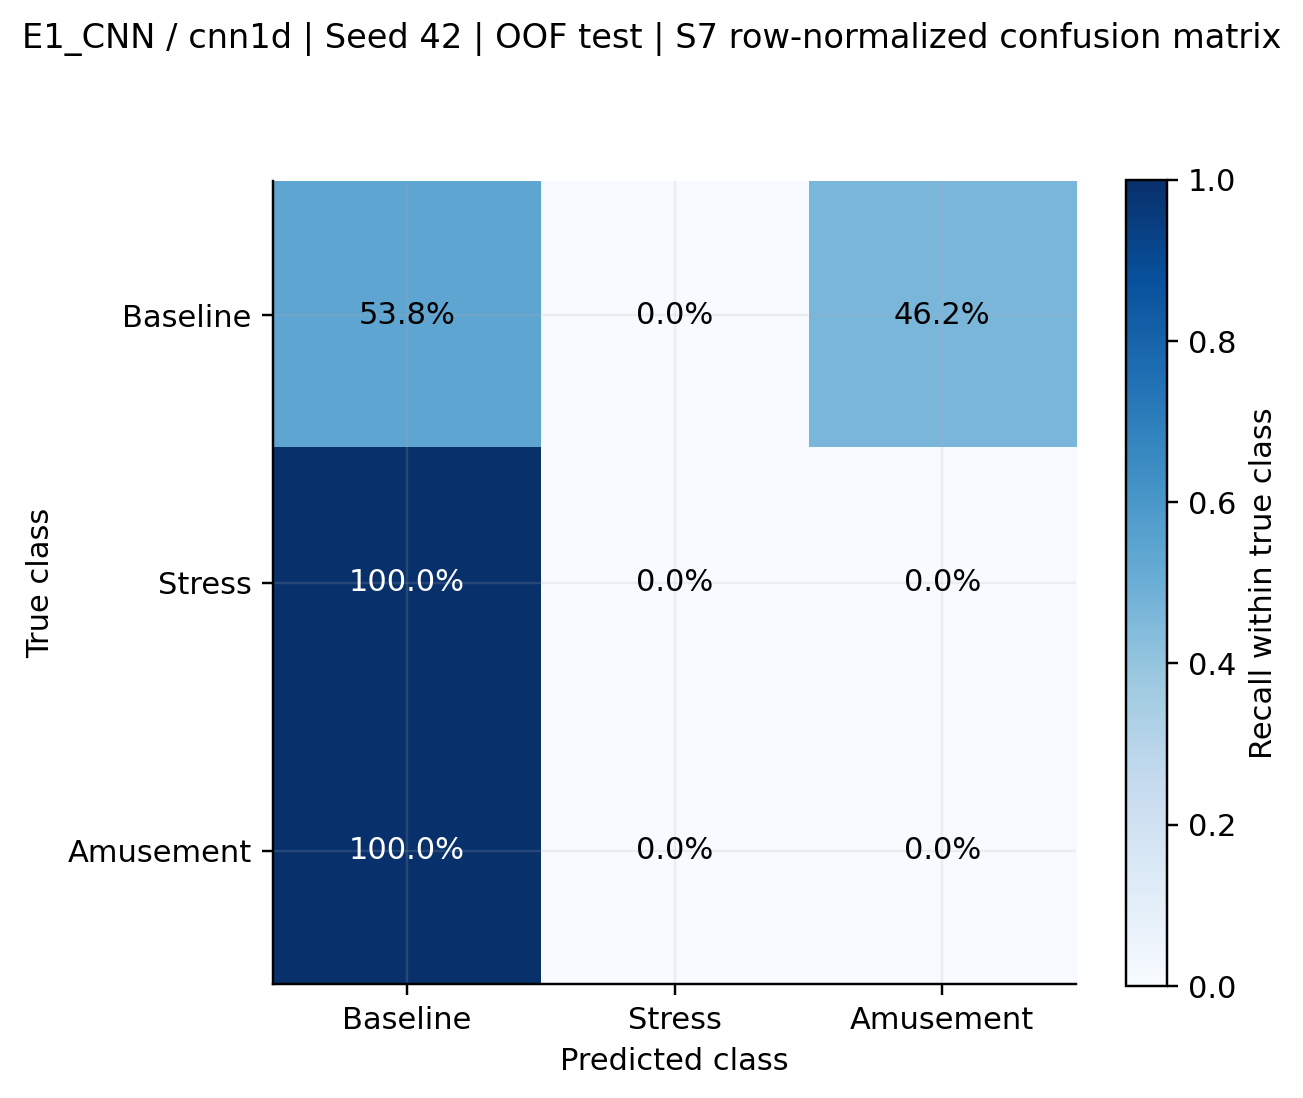 E1_CNN / cnn1d | Seed 42 | OOF test | S7 row-normalized confusion matrix
Baseline 53.8% 0.0% 46.2%
Stress 100.0% 0.0% 0.0%
Amusement 100.0% 0.0% 0.0%
Baseline Stress Amusement
Predicted class
True class
1.0
0.8
0.6
0.4
0.2
0.0
Recall within true class